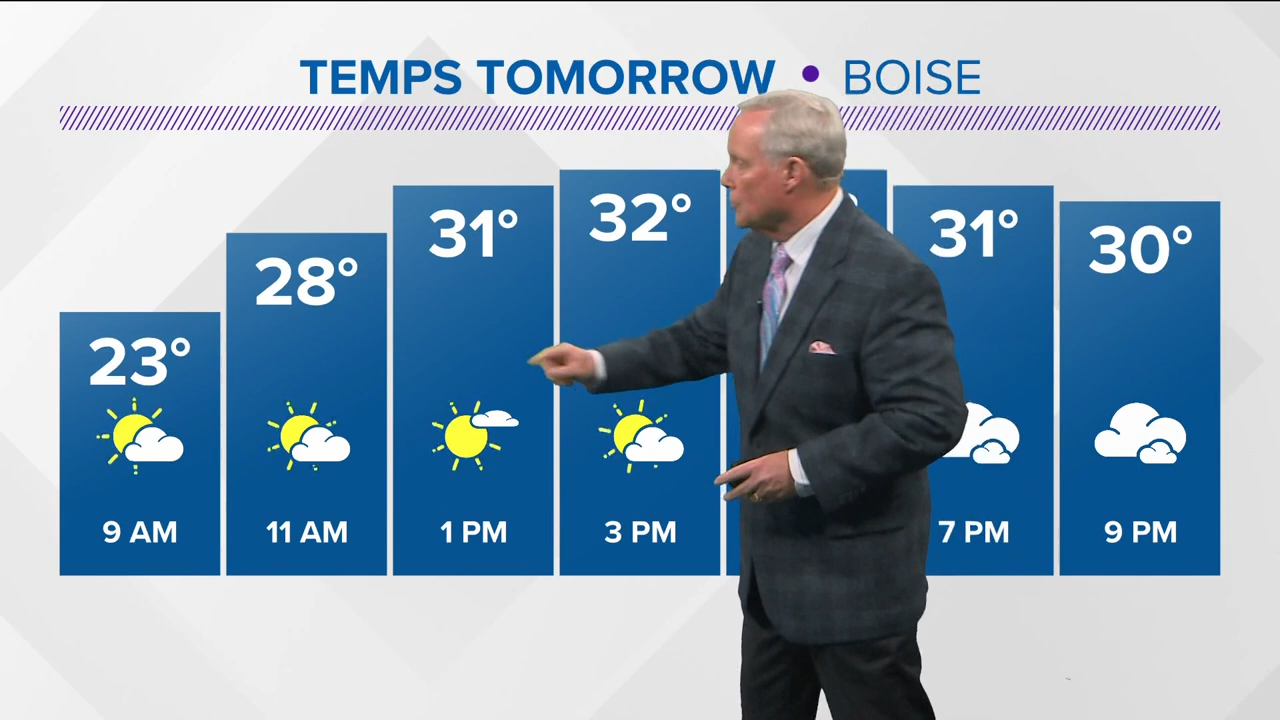 TEMPS TOMORROW • BOISE
23°
28°
31°
32°
31°
30°
9 AM
11 AM
1 PM
3 PM
7 PM
9 PM